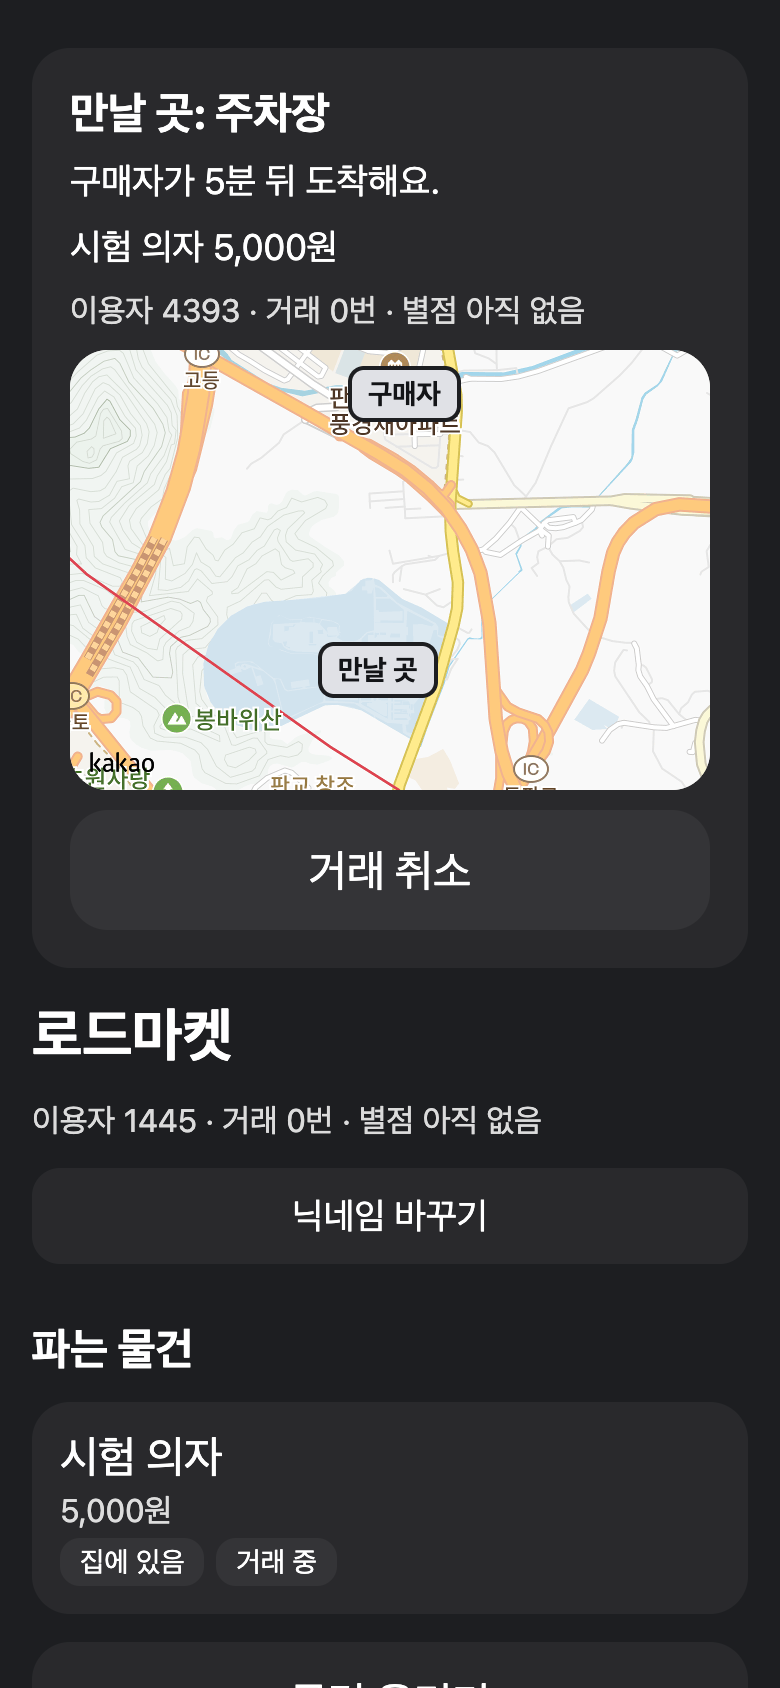 만날 곳: 주차장
구매자가 5분 뒤 도착해요.
시험 의자 5,000원
이용자 4393 · 거래 0번 · 별점 아직 없음
IC
고등
구매자
풍경채아파트
만날 곳
봉바위산
토
kakao
판교 창조
IC
거래 취소
로드마켓
이용자 1445 · 거래 0번 · 별점 아직 없음
닉네임 바꾸기
파는 물건
시험 의자
5,000원
집에 있음
거래 중